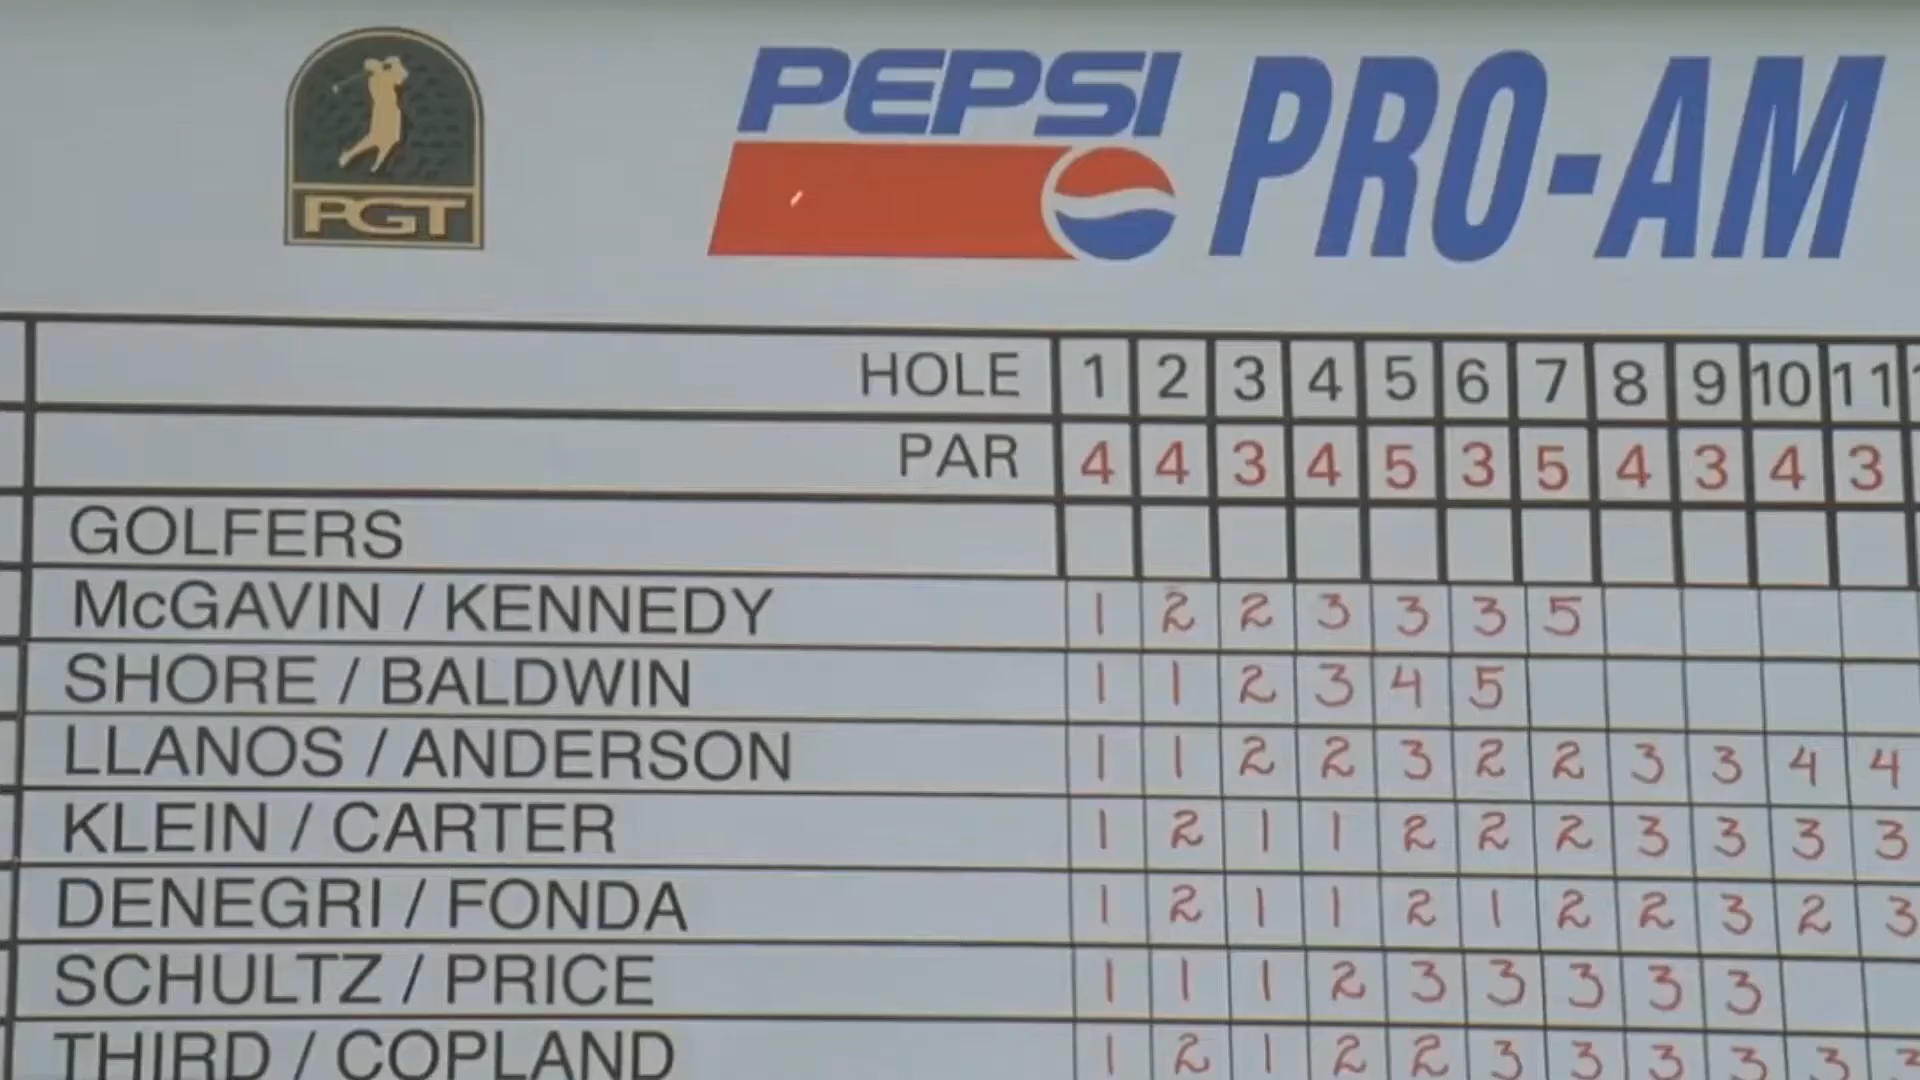 PGT
PEPSI PRO-AM
HOLE 1 2 3 4 5 6 7 8 9 10 11
PAR 4 4 3 4 5 3 5 4 3 4 3
GOLFERS
McGAVIN / KENNEDY 1 2 2 3 3 3 5
SHORE / BALDWIN 1 1 2 3 4 5
LLANOS / ANDERSON 1 1 2 2 3 2 2 3 3 4 4
KLEIN / CARTER 1 2 1 1 2 2 2 3 3 3 3
DENEGRI / FONDA 1 2 1 1 2 1 2 2 3 2 3
SCHULTZ / PRICE 1 1 1 2 3 3 3 3 3
THIRD / COPLAND 1 2 1 2 2 3 3 3 3 3